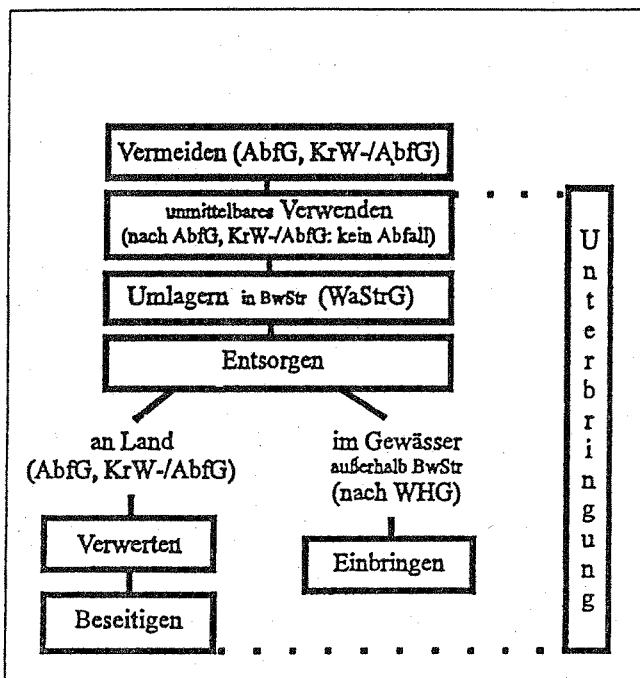 Vermeiden (AbfG, KrW-/AbfG)
unmittelbares Verwenden
(nach AbfG, KrW-/AbfG: kein Abfall)
Umlagern in BwStr (WaStrG)
Entsorgen
an Land
(AbfG, KrW-/AbfG)
im Gewässer
außerhalb BwStr
(nach WHG)
Verwerten
Einbringen
Beseitigen
Unterbringung